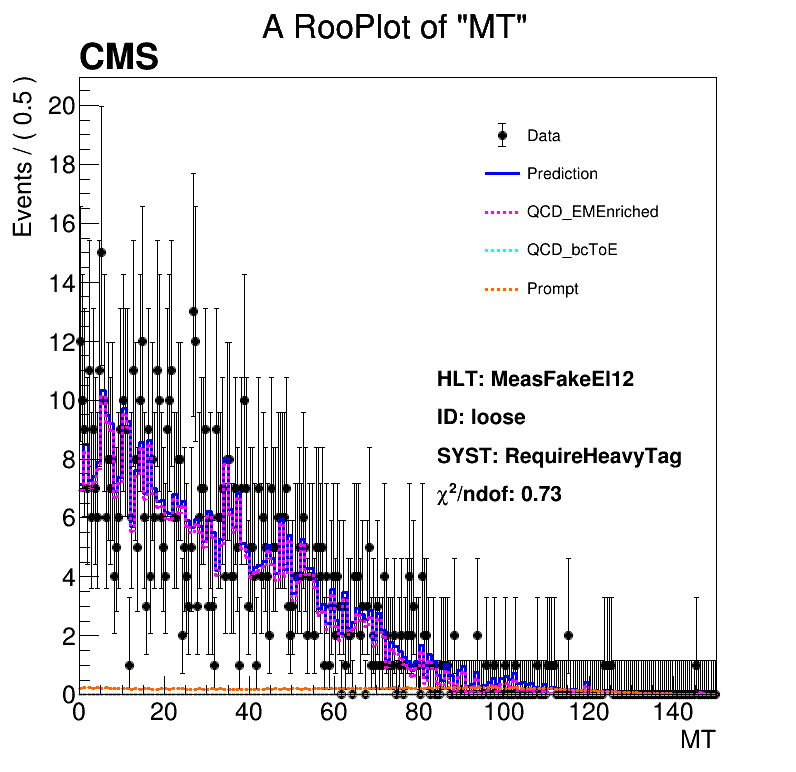 A RooPlot of "MT"
CMS
Events / ( 0.5 )
20
18
16
14
12
10
8
6
4
2
0
Data
Prediction
QCD_EMEnriched
QCD_bcToE
Prompt
HLT: MeasFakeEl12
ID: loose
SYST: RequireHeavyTag
χ²/ndof: 0.73
0 20 40 60 80 100 120 140
MT